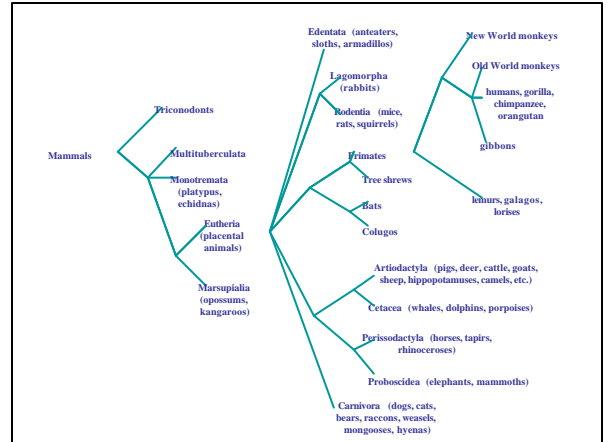 Mammals
Triconodonts
Multituberculata
Monotremata
(platypus,
echidnas)
Eutheria
(placental
animals)
Marsupialia
(opossums,
kangaroos)
Edentata (anteaters,
sloths, armadillos)
Lagomorpha
(rabbits)
Rodentia (mice,
rats, squirrels)
Primates
Tree shrews
Bats
Colugos
Artiodactyla (pigs, deer, cattle, goats,
sheep, hippopotamuses, camels, etc.)
Cetacea (whales, dolphins, porpoises)
Perissodactyla (horses, tapirs,
rhinoceroses)
Proboscidea (elephants, mammoths)
Carnivora (dogs, cats,
bears, raccons, weasels,
mongooses, hyenas)
New World monkeys
Old World monkeys
humans, gorilla,
chimpanzee,
orangutan
gibbons
lemurs, galagos,
lorises